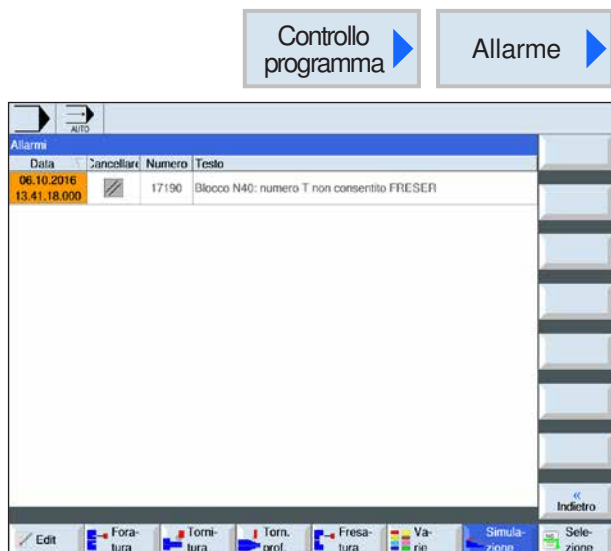 Controllo
programma
Allarme
AUTO
Allarmi
Data Cancellare Numero Testo
06.10.2016
13.41.18.000
17190 Blocco N40: numero T non consentito FRESER
«
Indietro
Edit
Fora-
tura
Torni-
tura
Torn.
prof.
Fresa-
tura
Va-
rie
Simula-
zione
Sele-
zione